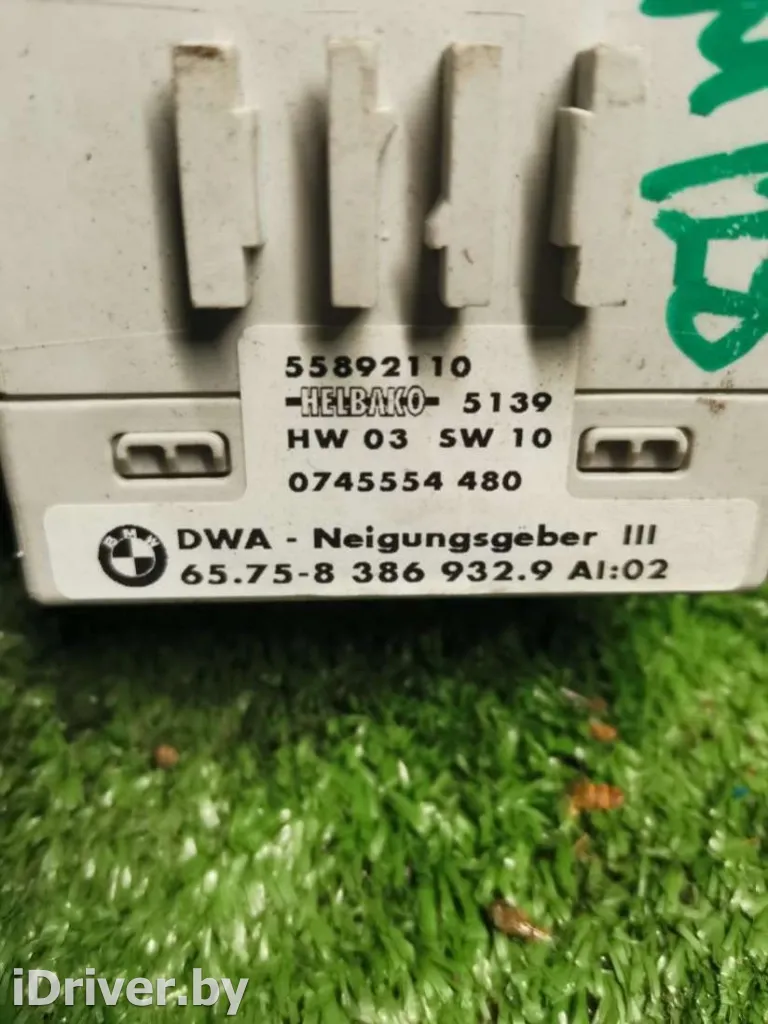 55892110
HELBAKO 5139
HW 03 SW 10
0745554 480
BMW
DWA - Neigungsgeber III
65.75-8 386 932.9 AI:02
iDriver.by